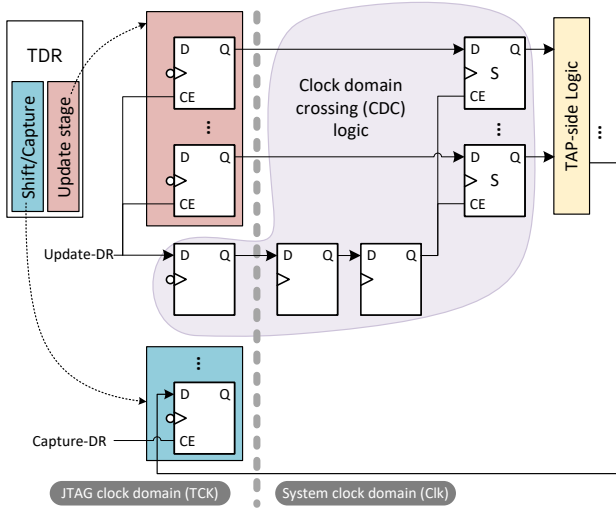 TDR
Shift/Capture
Update stage
D Q
CE
...
D Q
CE
Update-DR
D Q
D Q
D Q
Clock domain
crossing (CDC)
logic
D Q
S
CE
...
D Q
S
CE
TAP-side Logic
...
...
D Q
CE
Capture-DR
JTAG clock domain (TCK)
System clock domain (Clk)